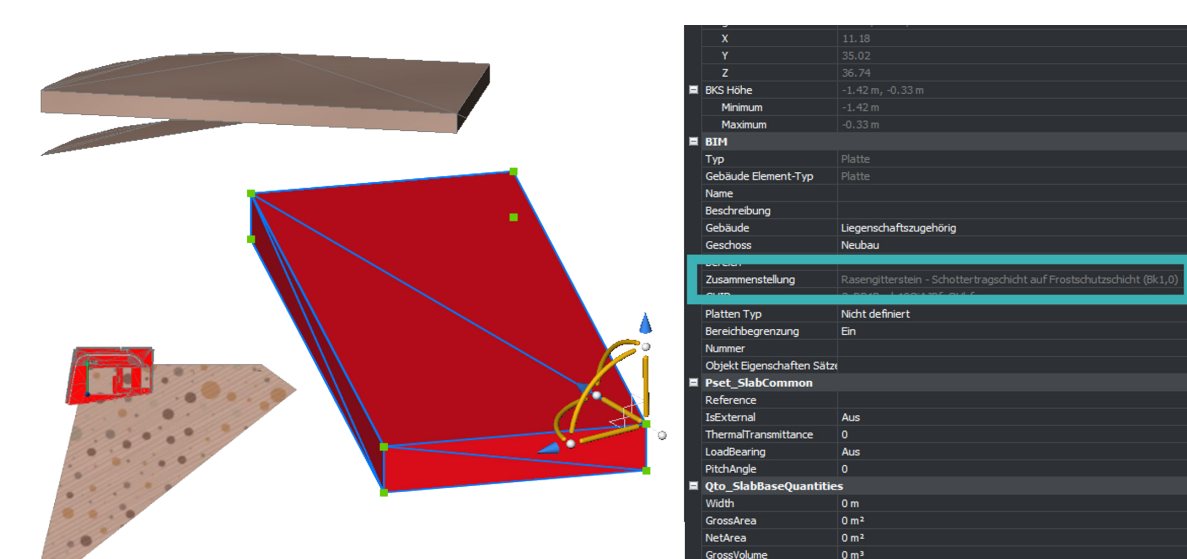 X 11.18
Y 35.02
Z 36.74
BKS Höhe -1.42 m, -0.33 m
Minimum -1.42 m
Maximum -0.33 m
BIM
Typ Platte
Gebäude Element-Typ Platte
Name
Beschreibung
Gebäude Liegenschaftszugehörig
Geschoss Neubau
Zusammenstellung Rasengitterstein - Schottertragschicht auf Frostschutzschicht (Bk1,0)
Platten Typ Nicht definiert
Bereichbegrenzung Ein
Nummer
Objekt Eigenschaften Sätze
Pset_SlabCommon
Reference
IsExternal Aus
ThermalTransmittance 0
LoadBearing Aus
PitchAngle 0
Qto_SlabBaseQuantities
Width 0 m
GrossArea 0 m²
NetArea 0 m²
GrossVolume 0 m³